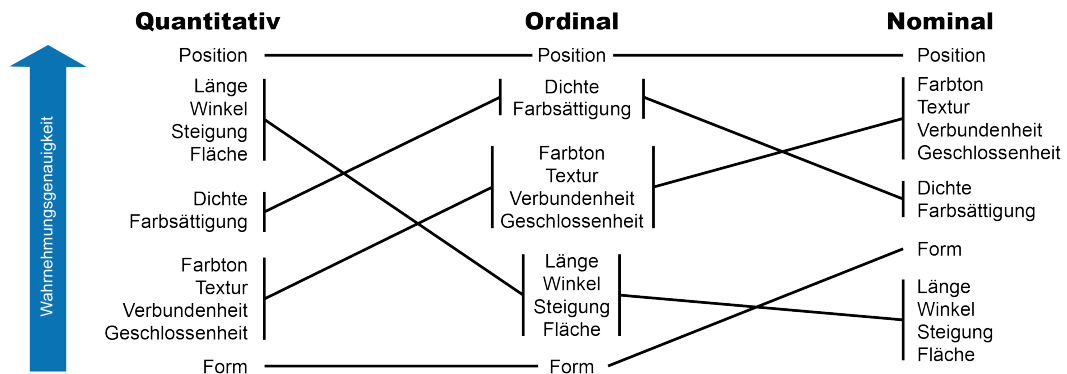 Quantitativ
Ordinal
Nominal
Wahrnehmungsgenauigkeit
Position
Länge
Winkel
Steigung
Fläche
Dichte
Farbsättigung
Farbton
Textur
Verbundenheit
Geschlossenheit
Form
Position
Dichte
Farbsättigung
Farbton
Textur
Verbundenheit
Geschlossenheit
Länge
Winkel
Steigung
Fläche
Form
Position
Farbton
Textur
Verbundenheit
Geschlossenheit
Dichte
Farbsättigung
Form
Länge
Winkel
Steigung
Fläche